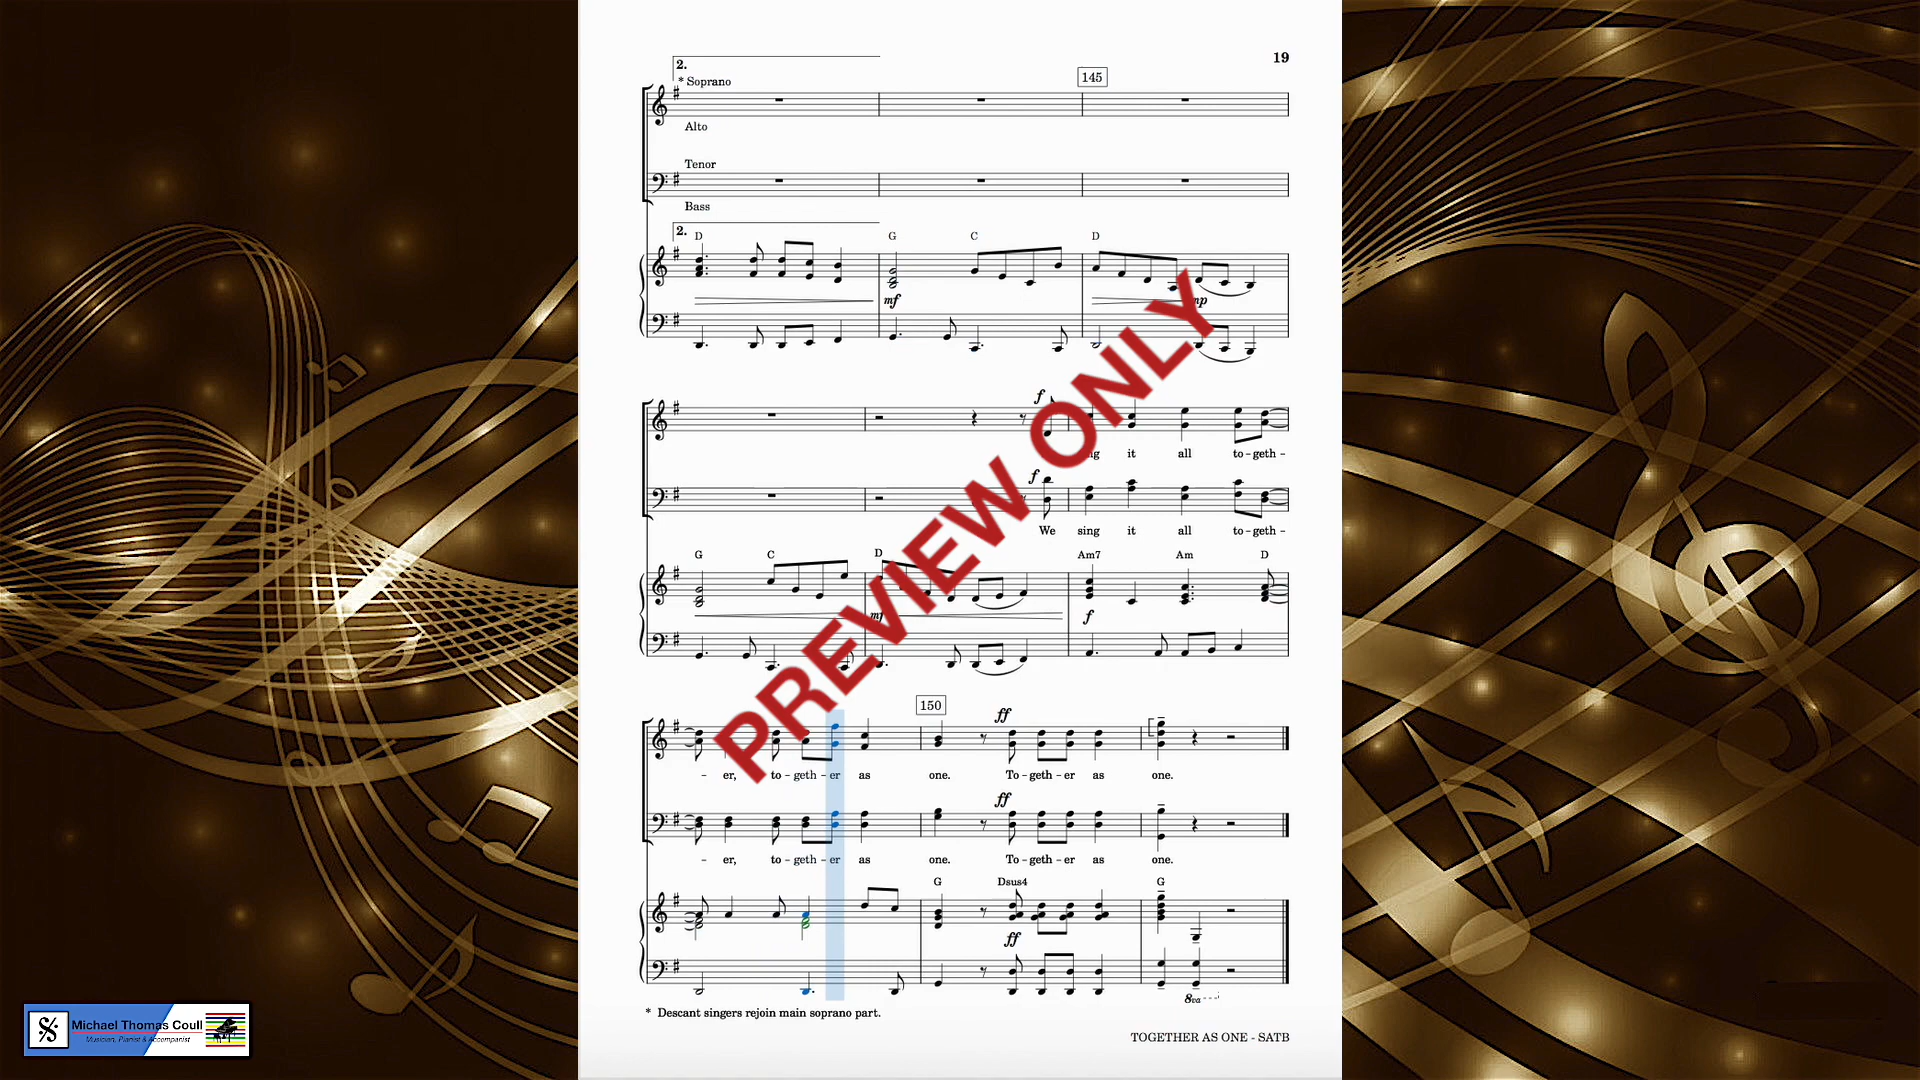 19
2.
* Soprano
145
Alto
Tenor
Bass
2. D G C D
mf mp
f
it all to - geth -
f
We sing it all to - geth -
G C D Am7 Am D
f
150
ff
- er, to - geth - er as one. To - geth - er as one.
ff
- er, to - geth - er as one. To - geth - er as one.
G Dsus4 G
ff
8va
* Descant singers rejoin main soprano part.
TOGETHER AS ONE - SATB
PREVIEW ONLY
Michael Thomas Coull
Musician, Pianist & Accompanist